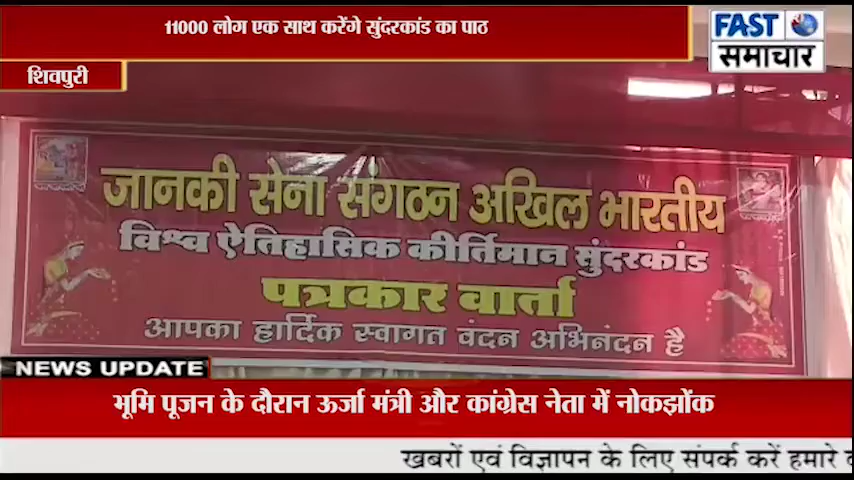 11000 लोग एक साथ करेंगे सुंदरकांड का पाठ
FAST
समाचार
शिवपुरी
जानकी सेना संगठन अखिल भारतीय
विश्व ऐतिहासिक कीर्तिमान सुंदरकांड
पत्रकार वार्ता
आपका हार्दिक स्वागत वंदन अभिनदन है
NEWS UPDATE
भूमि पूजन के दौरान ऊर्जा मंत्री और कांग्रेस नेता में नोकझोंक
खबरों एवं विज्ञापन के लिए संपर्क करें हमारे